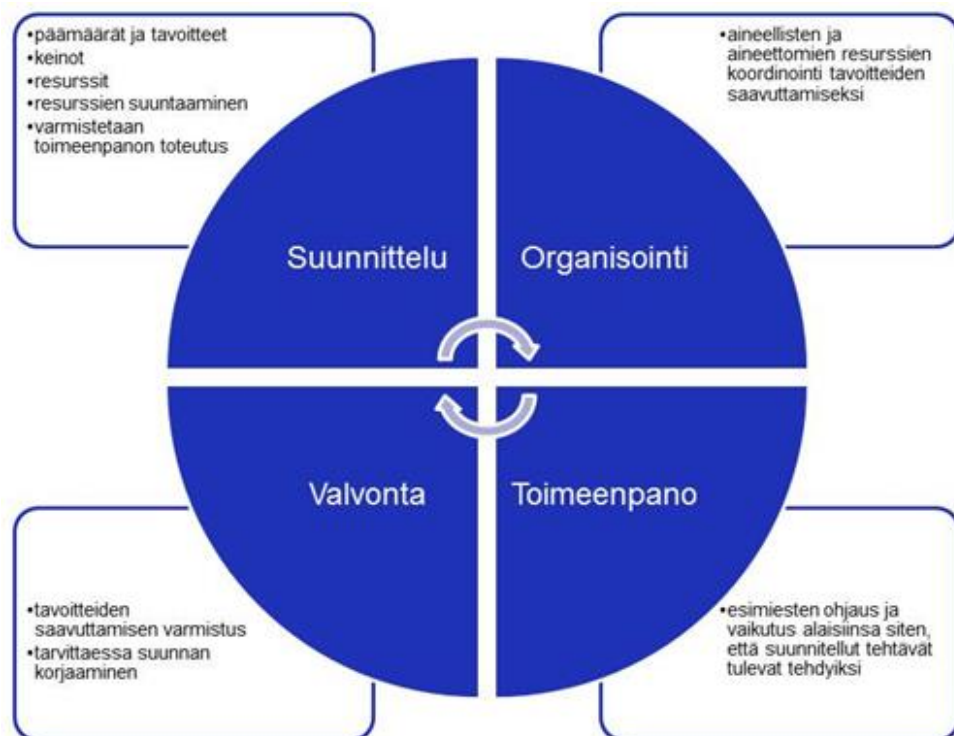 •päämäärät ja tavoitteet
•keinot
•resurssit
•resurssien suuntaaminen
•varmistetaan
toimeenpanon toteutus
•aineellisten ja
aineettomien resurssien
koordinointi tavoitteiden
saavuttamiseksi
Suunnittelu
Organisointi
Valvonta
Toimeenpano
•tavoitteiden
saavuttamisen varmistus
•tarvittaessa suunnan
korjaaminen
•esimiesten ohjaus ja
vaikutus alaisiinsa siten,
että suunnitellut tehtävät
tulevat tehdyiksi